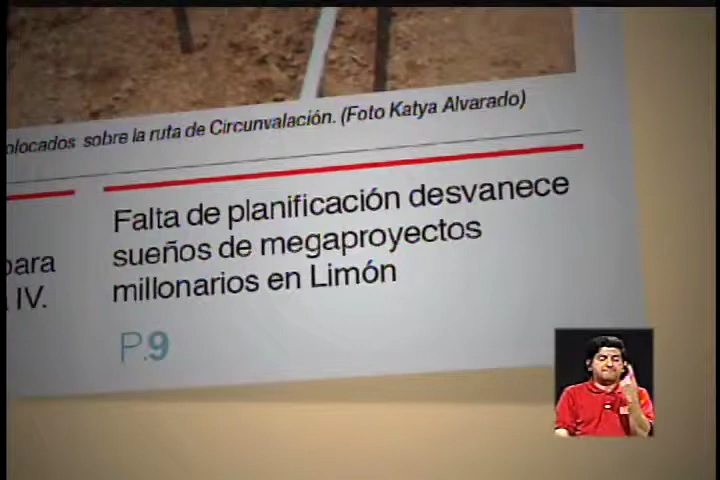 olocados sobre la ruta de Circunvalación. (Foto Katya Alvarado)
para
IV.
Falta de planificación desvanece
sueños de megaproyectos
millonarios en Limón
P.9